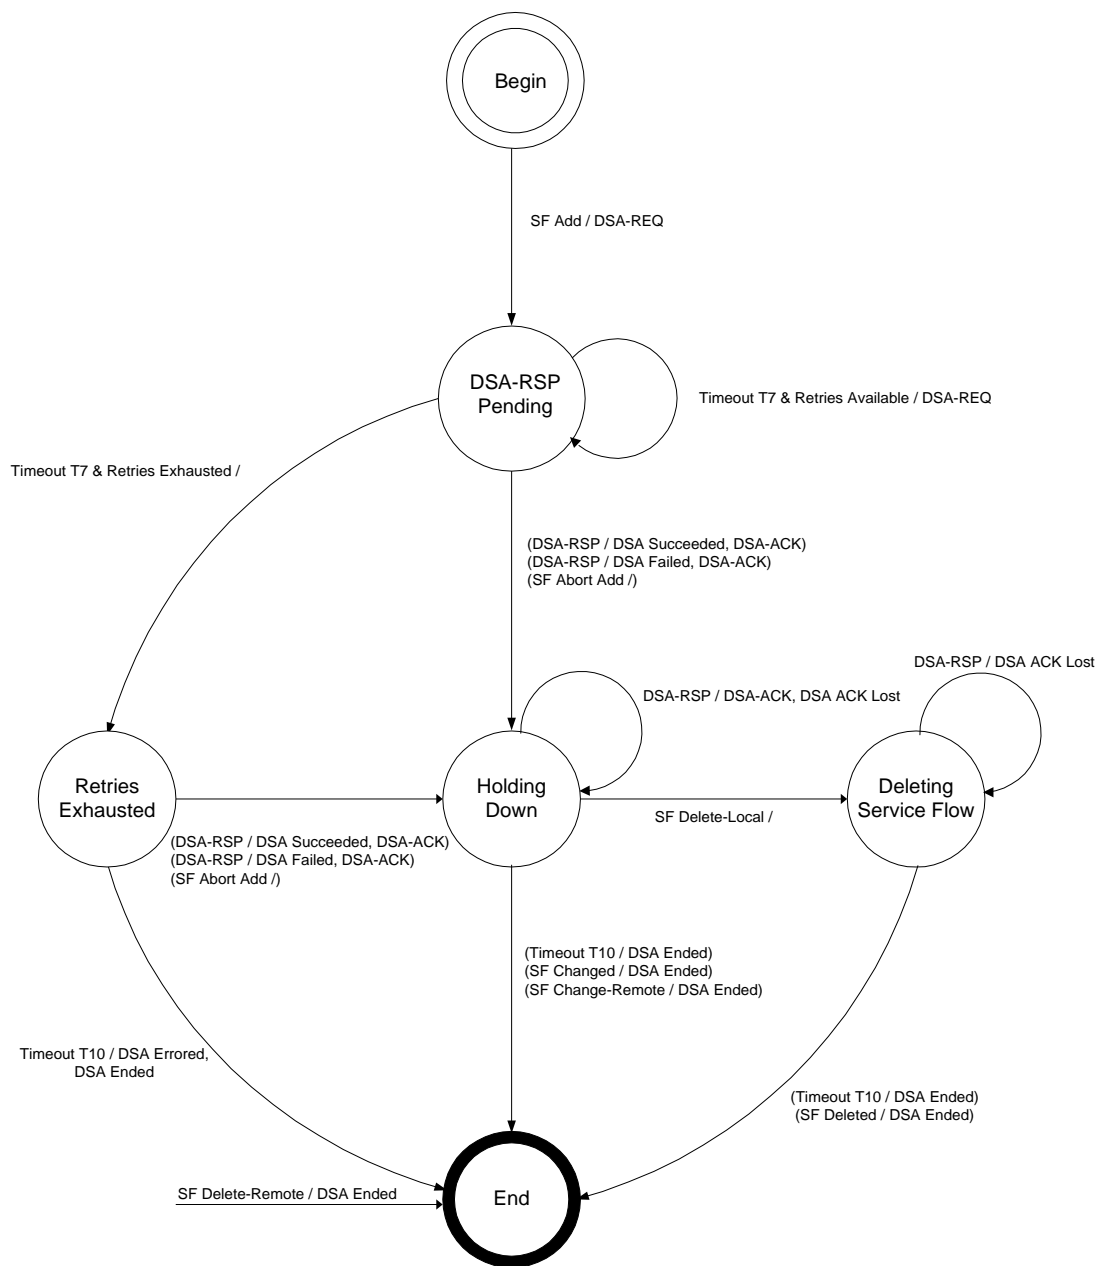 Begin
SF Add / DSA-REQ
DSA-RSP
Pending
Timeout T7 & Retries Available / DSA-REQ
Timeout T7 & Retries Exhausted /
(DSA-RSP / DSA Succeeded, DSA-ACK)
(DSA-RSP / DSA Failed, DSA-ACK)
(SF Abort Add /)
DSA-RSP / DSA ACK Lost
DSA-RSP / DSA-ACK, DSA ACK Lost
Retries
Exhausted
Holding
Down
Deleting
Service Flow
SF Delete-Local /
(DSA-RSP / DSA Succeeded, DSA-ACK)
(DSA-RSP / DSA Failed, DSA-ACK)
(SF Abort Add /)
(Timeout T10 / DSA Ended)
(SF Changed / DSA Ended)
(SF Change-Remote / DSA Ended)
Timeout T10 / DSA Errored,
DSA Ended
(Timeout T10 / DSA Ended)
(SF Deleted / DSA Ended)
SF Delete-Remote / DSA Ended
End